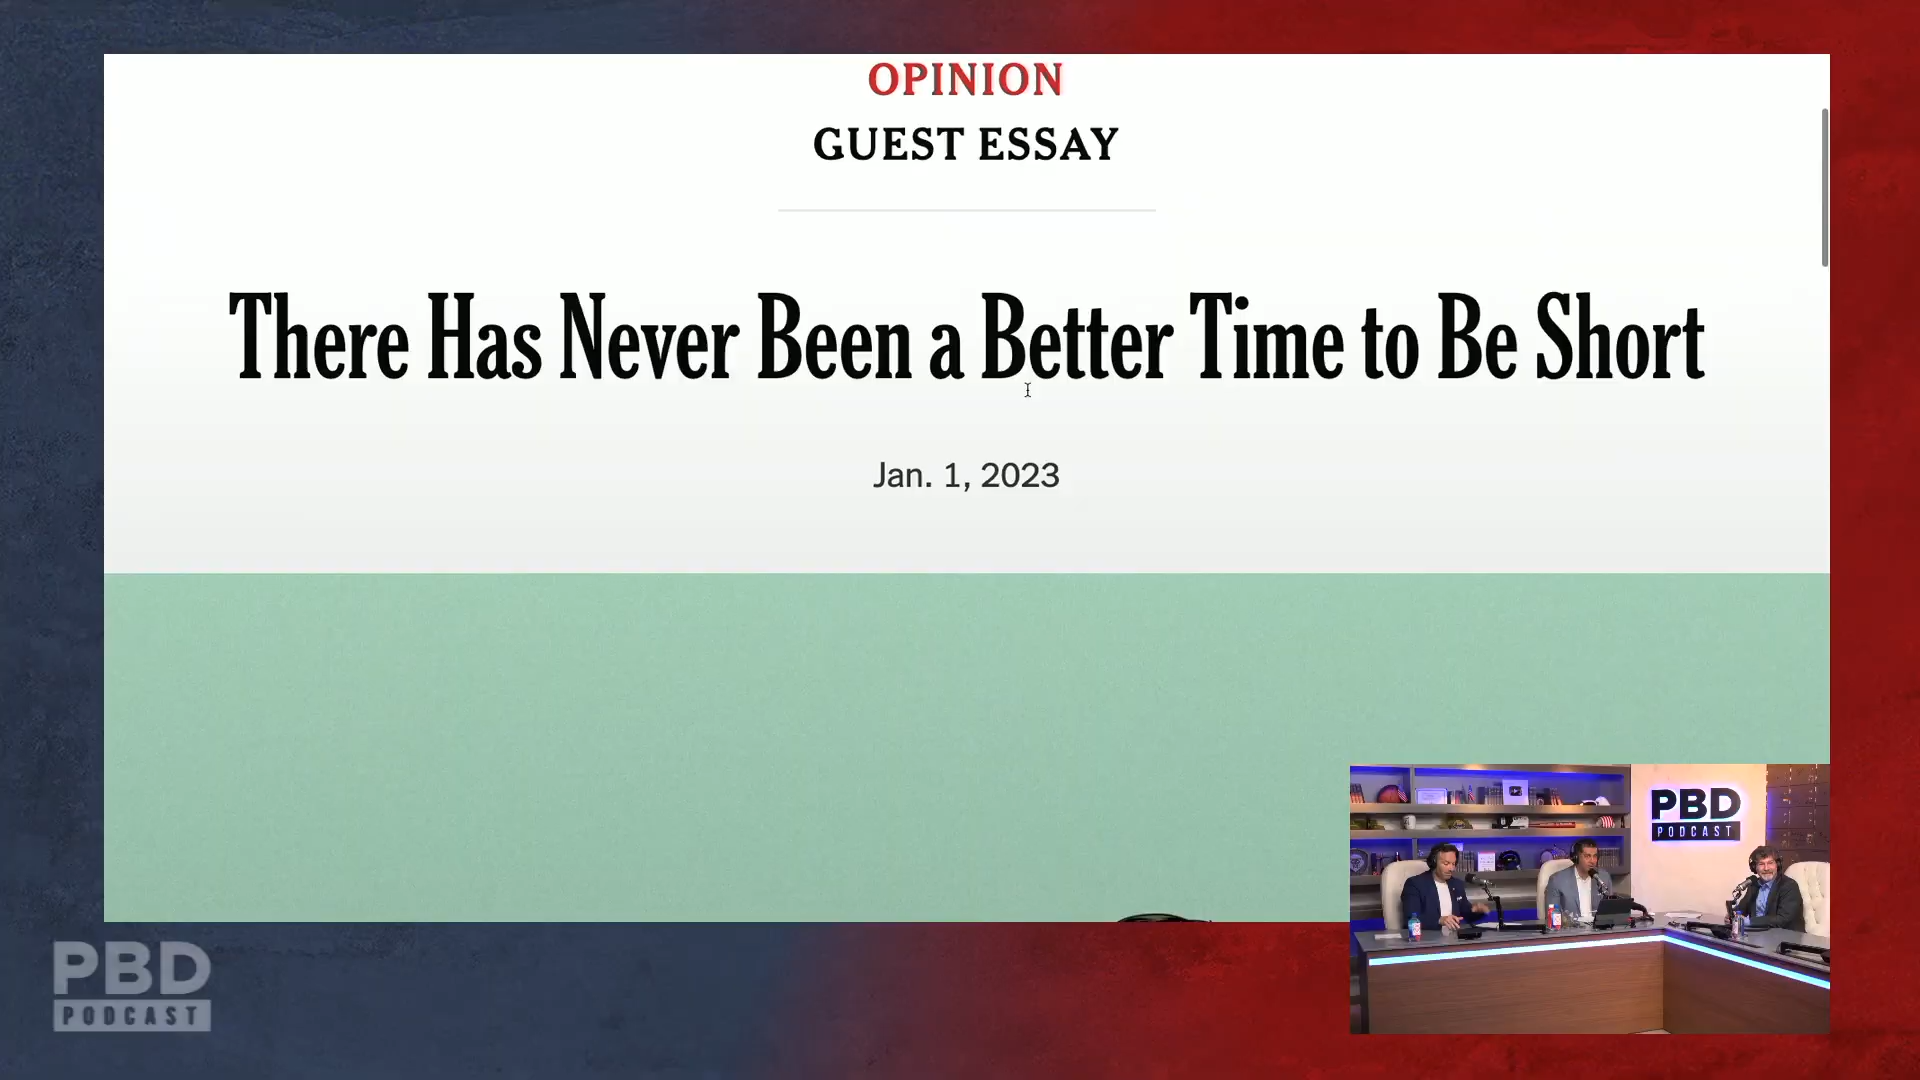 OPINION
GUEST ESSAY
There Has Never Been a Better Time to Be Short
Jan. 1, 2023
PBD
PODCAST
PBD
PODCAST